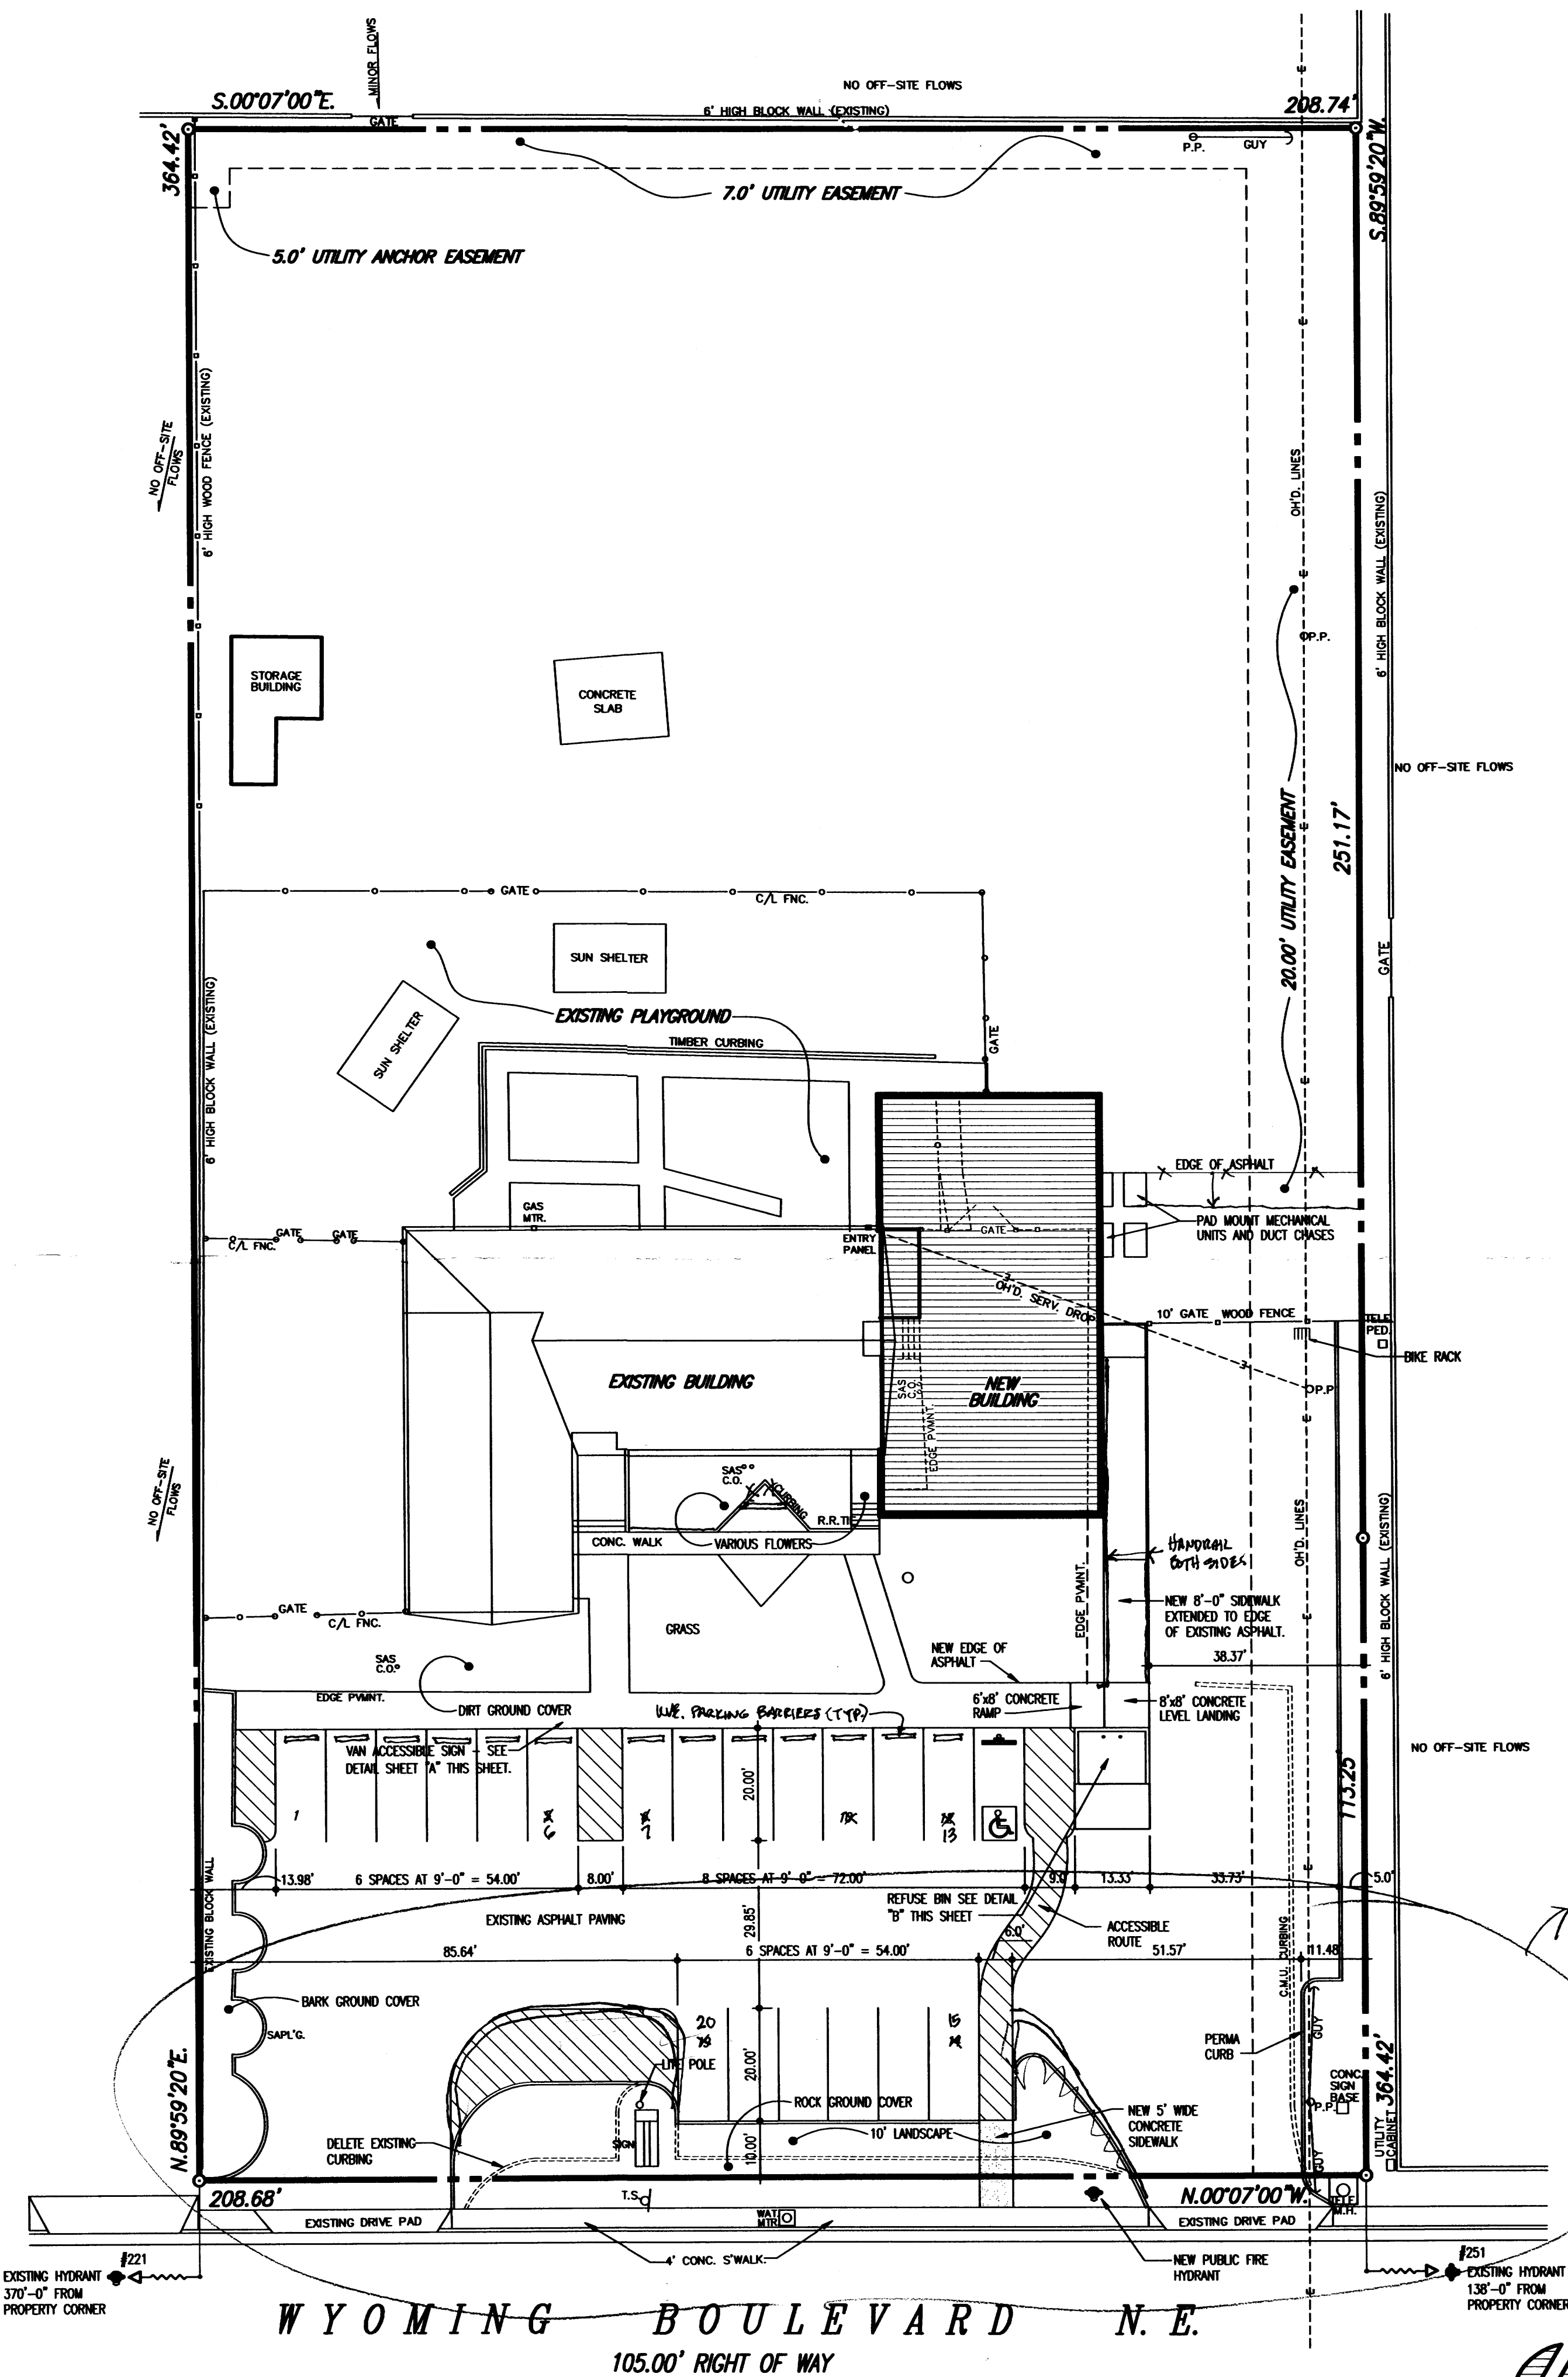 MINOR FLOWS
NO OFF-SITE FLOWS
S.00°07'00"E.
6' HIGH BLOCK WALL (EXISTING)
208.74'
GATE
364.42'
P.P.
GUY
S.89°59'20"W.
7.0' UTILITY EASEMENT
5.0' UTILITY ANCHOR EASEMENT
6' HIGH WOOD FENCE (EXISTING)
NO OFF-SITE
FLOWS
OH'D. LINES
6' HIGH BLOCK WALL (EXISTING)
P.P.
STORAGE
BUILDING
CONCRETE
SLAB
NO OFF-SITE FLOWS
251.17'
20.00' UTILITY EASEMENT
GATE
C/L FNC.
GATE
SUN SHELTER
SUN SHELTER
6' HIGH BLOCK WALL (EXISTING)
EXISTING PLAYGROUND
TIMBER CURBING
GATE
EDGE OF ASPHALT
PAD MOUNT MECHANICAL
UNITS AND DUCT CHASES
GAS
MTR.
GATE
GATE
C/L FNC.
ENTRY
PANEL
GATE
OH'D. SERV. DROP
10' GATE
WOOD FENCE
TELE.
PED.
BIKE RACK
P.P.
EXISTING BUILDING
NEW
BUILDING
SAS
C.O.
EDGE PVMNT.
SAS
C.O.
CURBING
R.R.TIE
CONC. WALK
VARIOUS FLOWERS
NO OFF-SITE
FLOWS
OH'D. LINES
6' HIGH BLOCK WALL (EXISTING)
HANDRAIL
BOTH SIDES
EDGE PVMNT.
NEW 8'-0" SIDEWALK
EXTENDED TO EDGE
OF EXISTING ASPHALT.
GATE
C/L FNC.
GRASS
SAS
C.O.
NEW EDGE OF
ASPHALT
38.37'
EDGE PVMNT.
DIRT GROUND COVER
PARKING BARRIERS (TYP.)
6'x8' CONCRETE
RAMP
8'x8' CONCRETE
LEVEL LANDING
VAN ACCESSIBLE SIGN - SEE
DETAIL SHEET "A" THIS SHEET.
NO OFF-SITE FLOWS
20.00'
113.25
1
6
7
13
13.98'
6 SPACES AT 9'-0" = 54.00'
8.00'
8 SPACES AT 9'-0" = 72.00'
9.0'
13.33'
33.73'
5.0'
EXISTING BLOCK WALL
REFUSE BIN SEE DETAIL
"B" THIS SHEET
EXISTING ASPHALT PAVING
29.85'
6.0'
ACCESSIBLE
ROUTE
C.M.U. CURBING
85.64'
6 SPACES AT 9'-0" = 54.00'
51.57'
11.48'
BARK GROUND COVER
SAPL'G.
20
19
15
PERMA
CURB
GUY
LITE POLE
20.00'
CONC.
SIGN
BASE
P.P.
364.42'
ROCK GROUND COVER
N.89°59'20"E.
10' LANDSCAPE
NEW 5' WIDE
CONCRETE
SIDEWALK
DELETE EXISTING
CURBING
SIGN
10.00'
GUY
UTILITY
CABINET
208.68'
T.S.
N.00°07'00"W.
TELE.
M.H.
EXISTING DRIVE PAD
WAT.
MTR.
EXISTING DRIVE PAD
4' CONC. S'WALK
NEW PUBLIC FIRE
HYDRANT
#221
EXISTING HYDRANT
370'-0" FROM
PROPERTY CORNER
#251
EXISTING HYDRANT
138'-0" FROM
PROPERTY CORNER
WYOMING BOULEVARD N.E.
105.00' RIGHT OF WAY